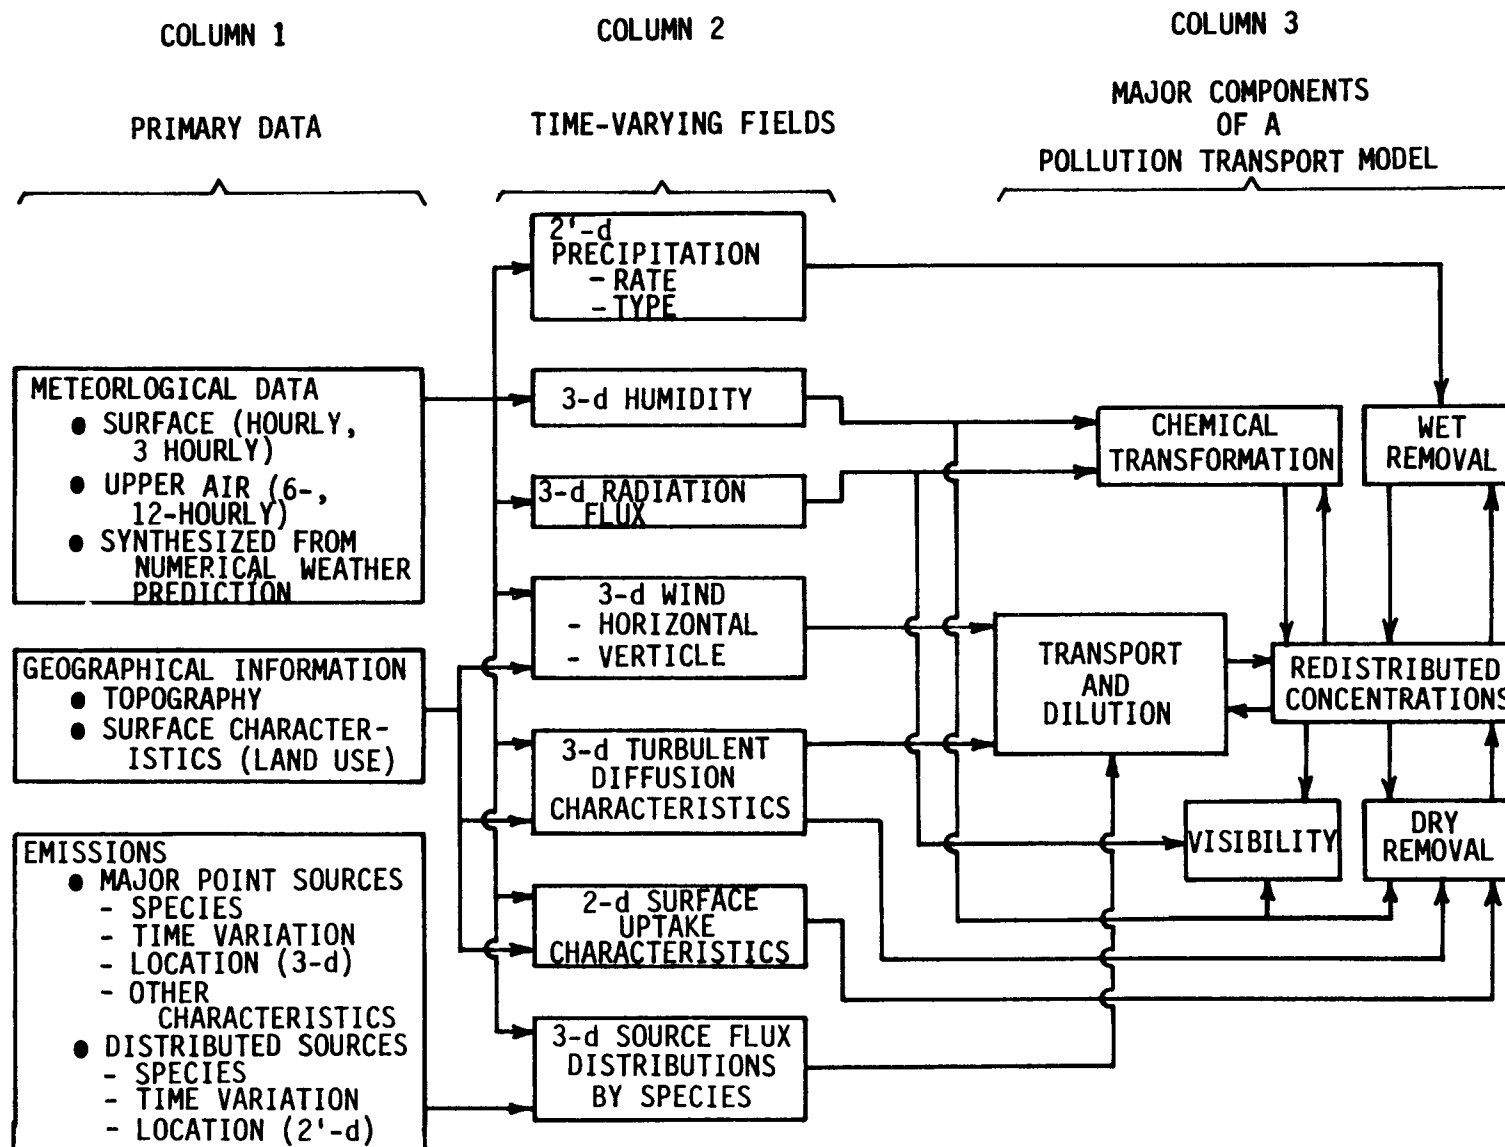 COLUMN 1
PRIMARY DATA
METEORLOGICAL DATA
● SURFACE (HOURLY,
3 HOURLY)
● UPPER AIR (6-,
12-HOURLY)
● SYNTHESIZED FROM
NUMERICAL WEATHER
PREDICTION
GEOGRAPHICAL INFORMATION
● TOPOGRAPHY
● SURFACE CHARACTER-
ISTICS (LAND USE)
EMISSIONS
● MAJOR POINT SOURCES
- SPECIES
- TIME VARIATION
- LOCATION (3-d)
- OTHER
CHARACTERISTICS
● DISTRIBUTED SOURCES
- SPECIES
- TIME VARIATION
- LOCATION (2'-d)
COLUMN 2
TIME-VARYING FIELDS
2'-d
PRECIPITATION
- RATE
- TYPE
3-d HUMIDITY
3-d RADIATION
FLUX
3-d WIND
- HORIZONTAL
- VERTICLE
3-d TURBULENT
DIFFUSION
CHARACTERISTICS
2-d SURFACE
UPTAKE
CHARACTERISTICS
3-d SOURCE FLUX
DISTRIBUTIONS
BY SPECIES
COLUMN 3
MAJOR COMPONENTS
OF A
POLLUTION TRANSPORT MODEL
CHEMICAL
TRANSFORMATION
WET
REMOVAL
TRANSPORT
AND
DILUTION
REDISTRIBUTED
CONCENTRATIONS
VISIBILITY
DRY
REMOVAL